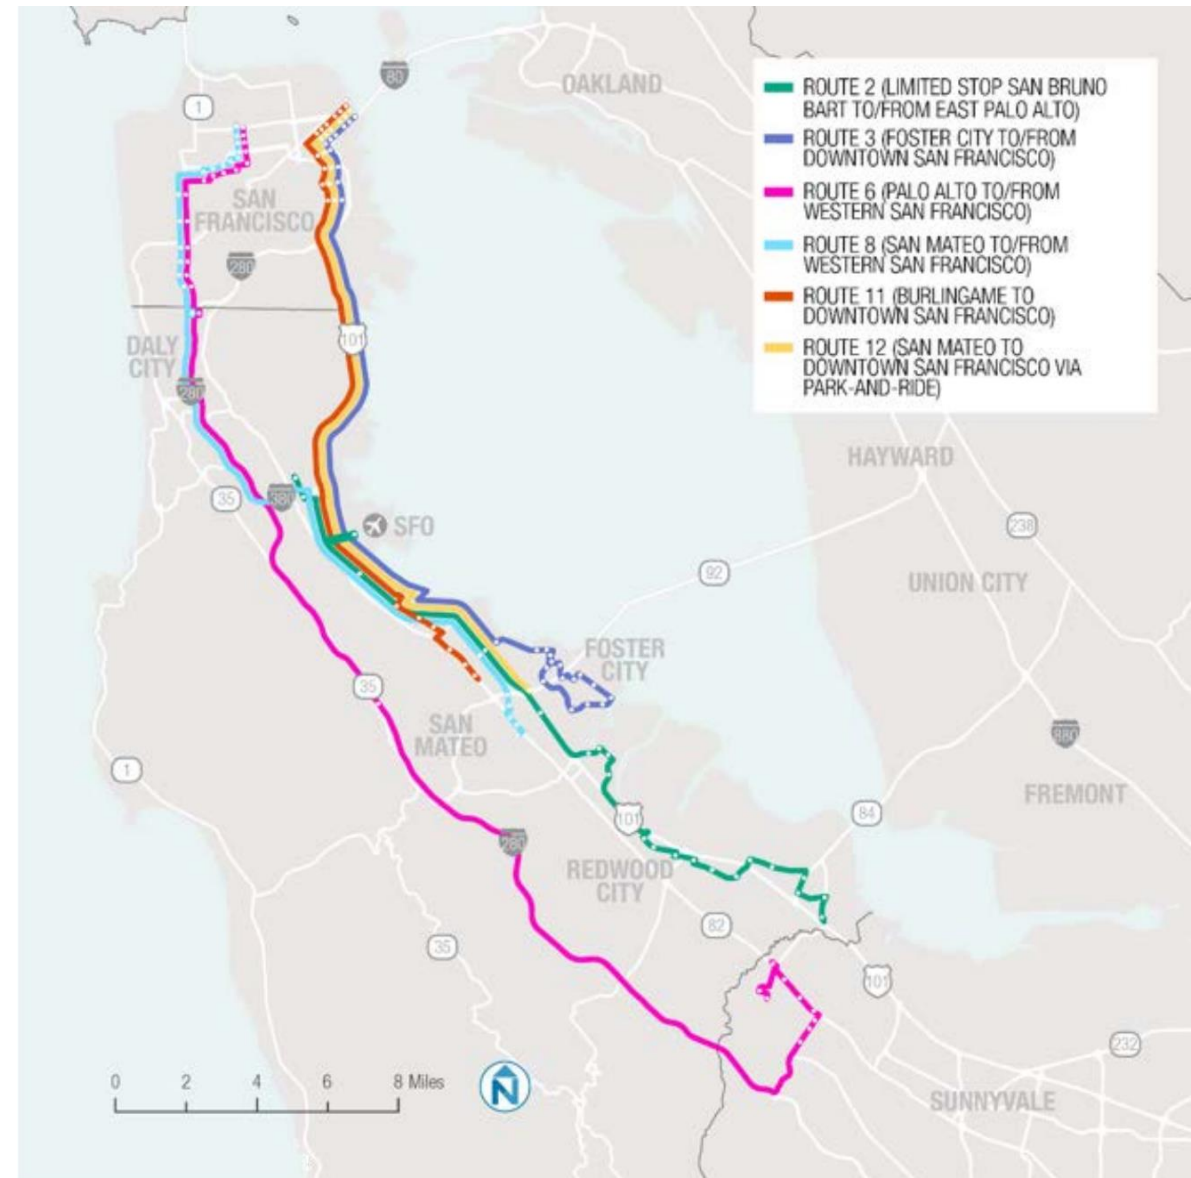 80
OAKLAND
1
ROUTE 2 (LIMITED STOP SAN BRUNO
BART TO/FROM EAST PALO ALTO)
ROUTE 3 (FOSTER CITY TO/FROM
DOWNTOWN SAN FRANCISCO)
ROUTE 6 (PALO ALTO TO/FROM
WESTERN SAN FRANCISCO)
ROUTE 8 (SAN MATEO TO/FROM
WESTERN SAN FRANCISCO)
ROUTE 11 (BURLINGAME TO
DOWNTOWN SAN FRANCISCO)
ROUTE 12 (SAN MATEO TO
DOWNTOWN SAN FRANCISCO VIA
PARK-AND-RIDE)
SAN
FRANCISCO
280
101
DALY
CITY
280
HAYWARD
35
380
SFO
238
92
UNION CITY
FOSTER
CITY
35
SAN
MATEO
880
1
FREMONT
84
101
280
REDWOOD
CITY
82
35
101
232
0 2 4 6 8 Miles
N
SUNNYVALE